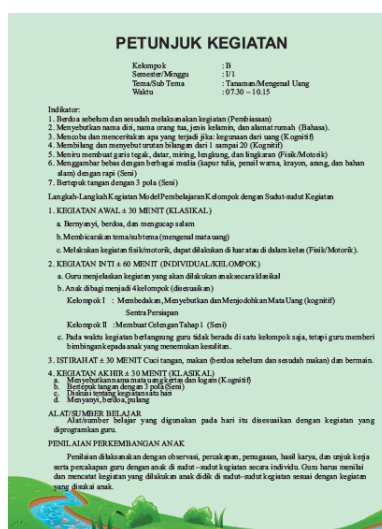 PETUNJUK KEGIATAN
Kelompok : B
Semester/Minggu : I/1
Tema/Sub Tema : Tanaman/Mengenal Uang
Waktu : 07.30 – 10.15
Indikator:
1. Berdoa sebelum dan sesudah melaksanakan kegiatan (Pembiasaan)
2. Menyebutkan nama diri, nama orang tua, jenis kelamin, dan alamat rumah (Bahasa).
3. Mencoba dan menceritakan apa yang terjadi jika: kegunaan dari uang (Kognitif)
4. Membilang dan menyebut urutan bilangan dari 1 sampai 20 (Kognitif)
5. Meniru membuat garis tegak, datar, miring, lengkung, dan lingkaran (Fisik/Motorik)
6. Menggambar bebas dengan berbagai media (kapur tulis, pensil warna, krayon, arang, dan bahan
alam) dengan rapi (Seni)
7. Bertepuk tangan dengan 3 pola (Seni)
Langkah-Langkah Kegiatan Model Pembelajaran Kelompok dengan Sudut-sudut Kegiatan
1. KEGIATAN AWAL ± 30 MENIT (KLASIKAL)
a. Bernyanyi, berdoa, dan mengucap salam
b. Membicarakan tema/subtema (mengenal mata uang)
c. Melakukan kegiatan fisik/motorik, dapat dilakukan di luar atau di dalam kelas (Fisik/Motorik).
2. KEGIATAN INTI ± 60 MENIT (INDIVIDUAL/KELOMPOK)
a. Guru menjelaskan kegiatan yang akan dilakukan anak secara klasikal
b. Anak dibagi menjadi 4 kelompok (disesuaikan)
Kelompok I : Membedakan, Menyebutkan dan Menjodohkan Mata Uang (kognitif)
Sentra Persiapan
Kelompok II : Membuat Celengan Tahap 1 (Seni)
c. Pada waktu kegiatan berlangsung guru tidak berada di satu kelompok saja, tetapi guru memberi
bimbingan kepada anak yang menemukan kesulitan.
3. ISTIRAHAT ± 30 MENIT Cuci tangan, makan (berdoa sebelum dan sesudah makan) dan bermain.
4. KEGIATAN AKHIR ± 30 MENIT (KLASIKAL)
a. Menyebutkan nama mata uang kertas dan logam (Kognitif)
b. Bertepuk tangan dengan 3 pola (Seni)
c. Diskusi tentang kegiatan satu hari
d. Menyanyi, berdoa, pulang
ALAT/SUMBER BELAJAR
Alat/sumber belajar yang digunakan pada hari itu disesuaikan dengan kegiatan yang
diprogramkan guru.
PENILAIAN PERKEMBANGAN ANAK
Penilaian dilaksanakan dengan observasi, percakapan, penugasan, hasil karya, dan unjuk kerja
serta percakapan guru dengan anak di sudut –sudut kegiatan secara individu. Guru harus menilai
dan mencatat kegiatan yang dilakukan anak didik di sudut–sudut kegiatan sesuai dengan kegiatan
yang disukai anak.